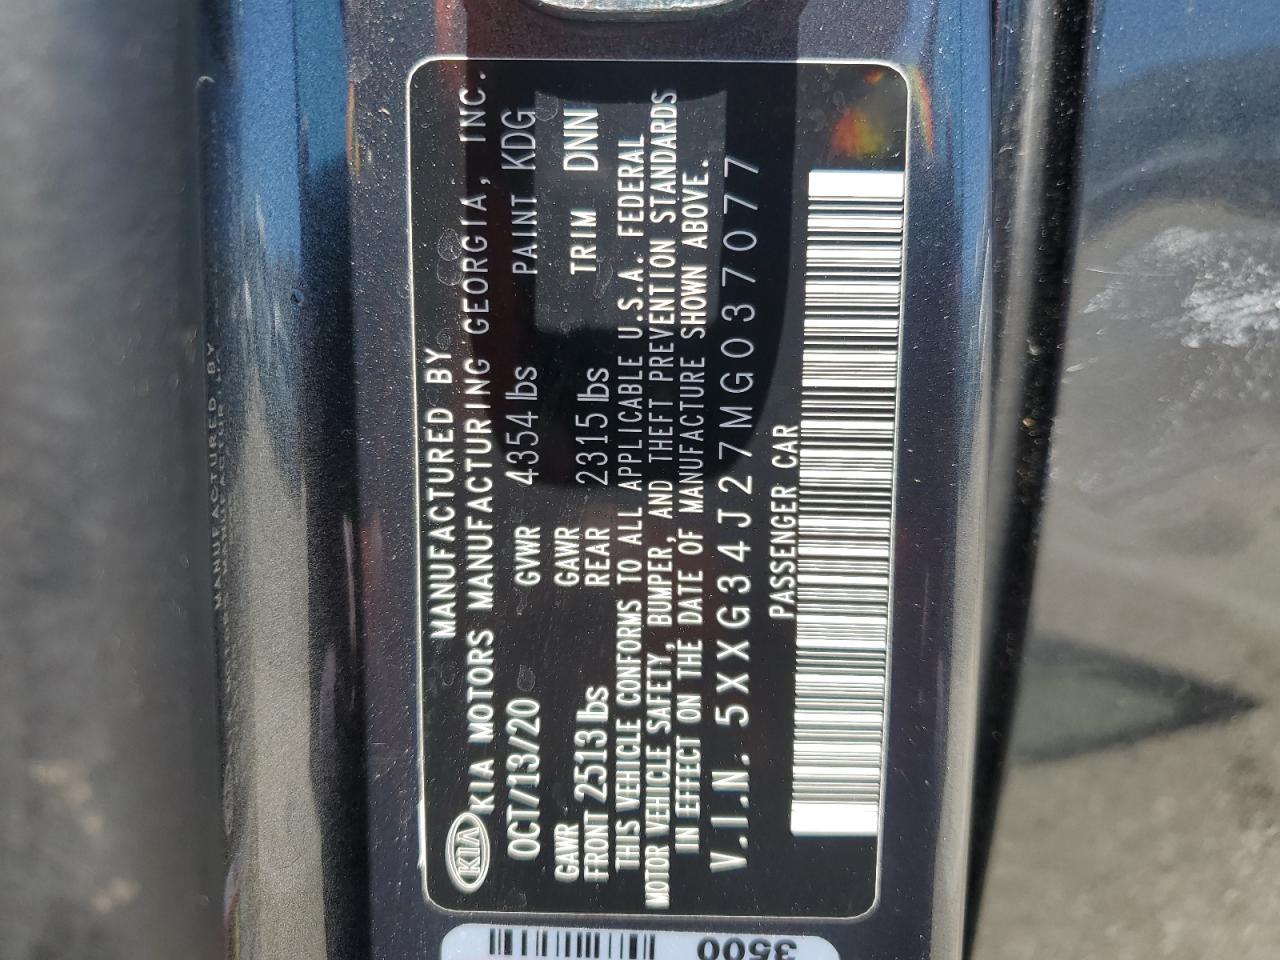 MANUFACTURED BY
KIA KIA MOTORS MANUFACTURING GEORGIA, INC.
OCT/13/20 GVWR 4354 lbs PAINT KDG
GAWR GAWR
FRONT 2513 lbs REAR 2315 lbs TRIM DNN
THIS VEHICLE CONFORMS TO ALL APPLICABLE U.S.A. FEDERAL
MOTOR VEHICLE SAFETY, BUMPER, AND THEFT PREVENTION STANDARDS
IN EFFECT ON THE DATE OF MANUFACTURE SHOWN ABOVE.
V.I.N. 5XXG34J27MG037077
PASSENGER CAR
3500